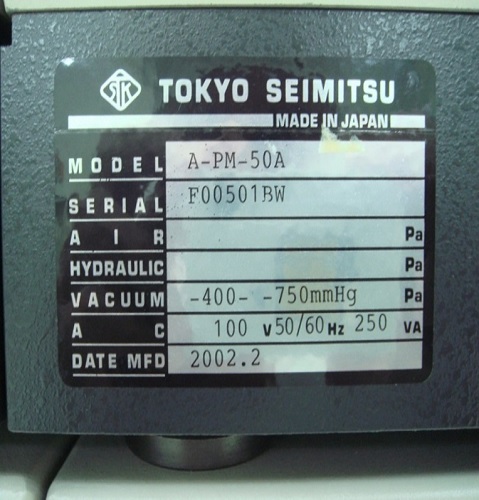 STK TOKYO SEIMITSU
MADE IN JAPAN
MODEL A-PM-50A
SERIAL F00501BW
AIR Pa
HYDRAULIC Pa
VACUUM -400- -750mmHg Pa
AC 100 V 50/60 Hz 250 VA
DATE MFD 2002.2